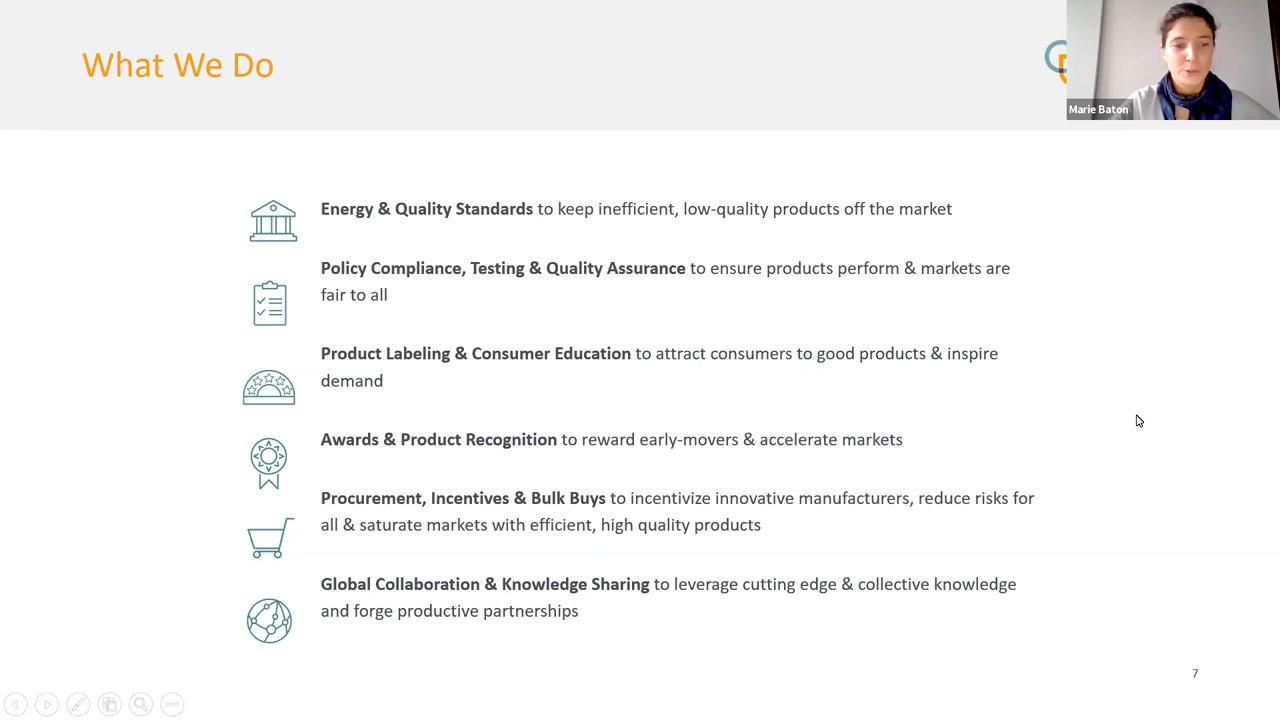 What We Do
Marie Baton
Energy & Quality Standards to keep inefficient, low-quality products off the market
Policy Compliance, Testing & Quality Assurance to ensure products perform & markets are
fair to all
Product Labeling & Consumer Education to attract consumers to good products & inspire
demand
Awards & Product Recognition to reward early-movers & accelerate markets
Procurement, Incentives & Bulk Buys to incentivize innovative manufacturers, reduce risks for
all & saturate markets with efficient, high quality products
Global Collaboration & Knowledge Sharing to leverage cutting edge & collective knowledge
and forge productive partnerships
7